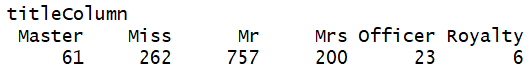 titleColumn
Master Miss Mr Mrs Officer Royalty
61 262 757 200 23 6